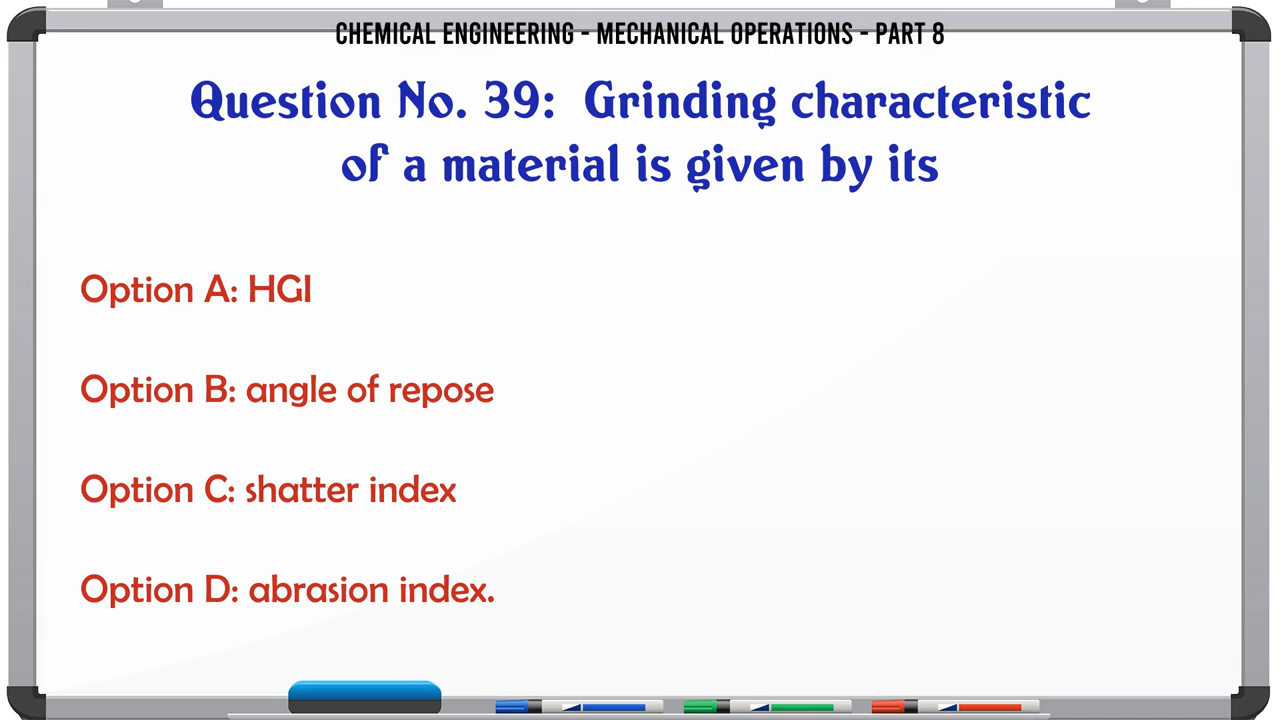 CHEMICAL ENGINEERING - MECHANICAL OPERATIONS - PART 8
Question No. 39: Grinding characteristic
of a material is given by its
Option A: HGI
Option B: angle of repose
Option C: shatter index
Option D: abrasion index.